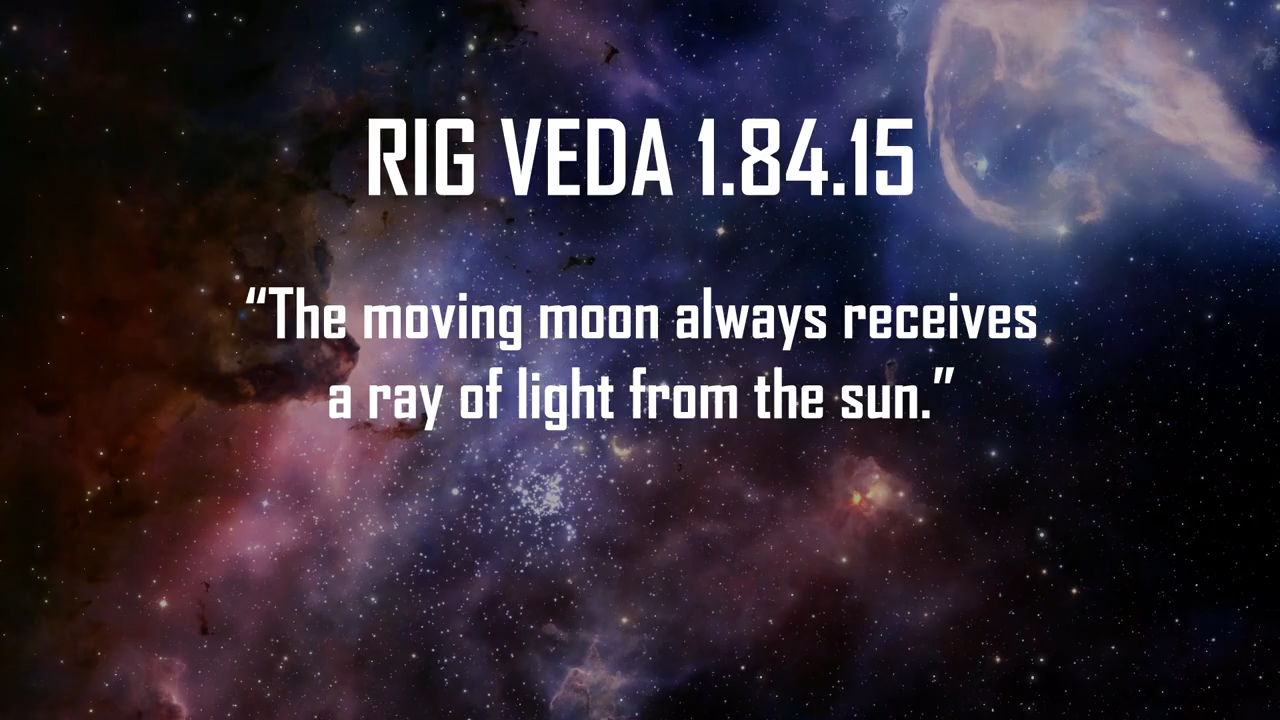 RIG VEDA 1.84.15
“The moving moon always receives
a ray of light from the sun.”